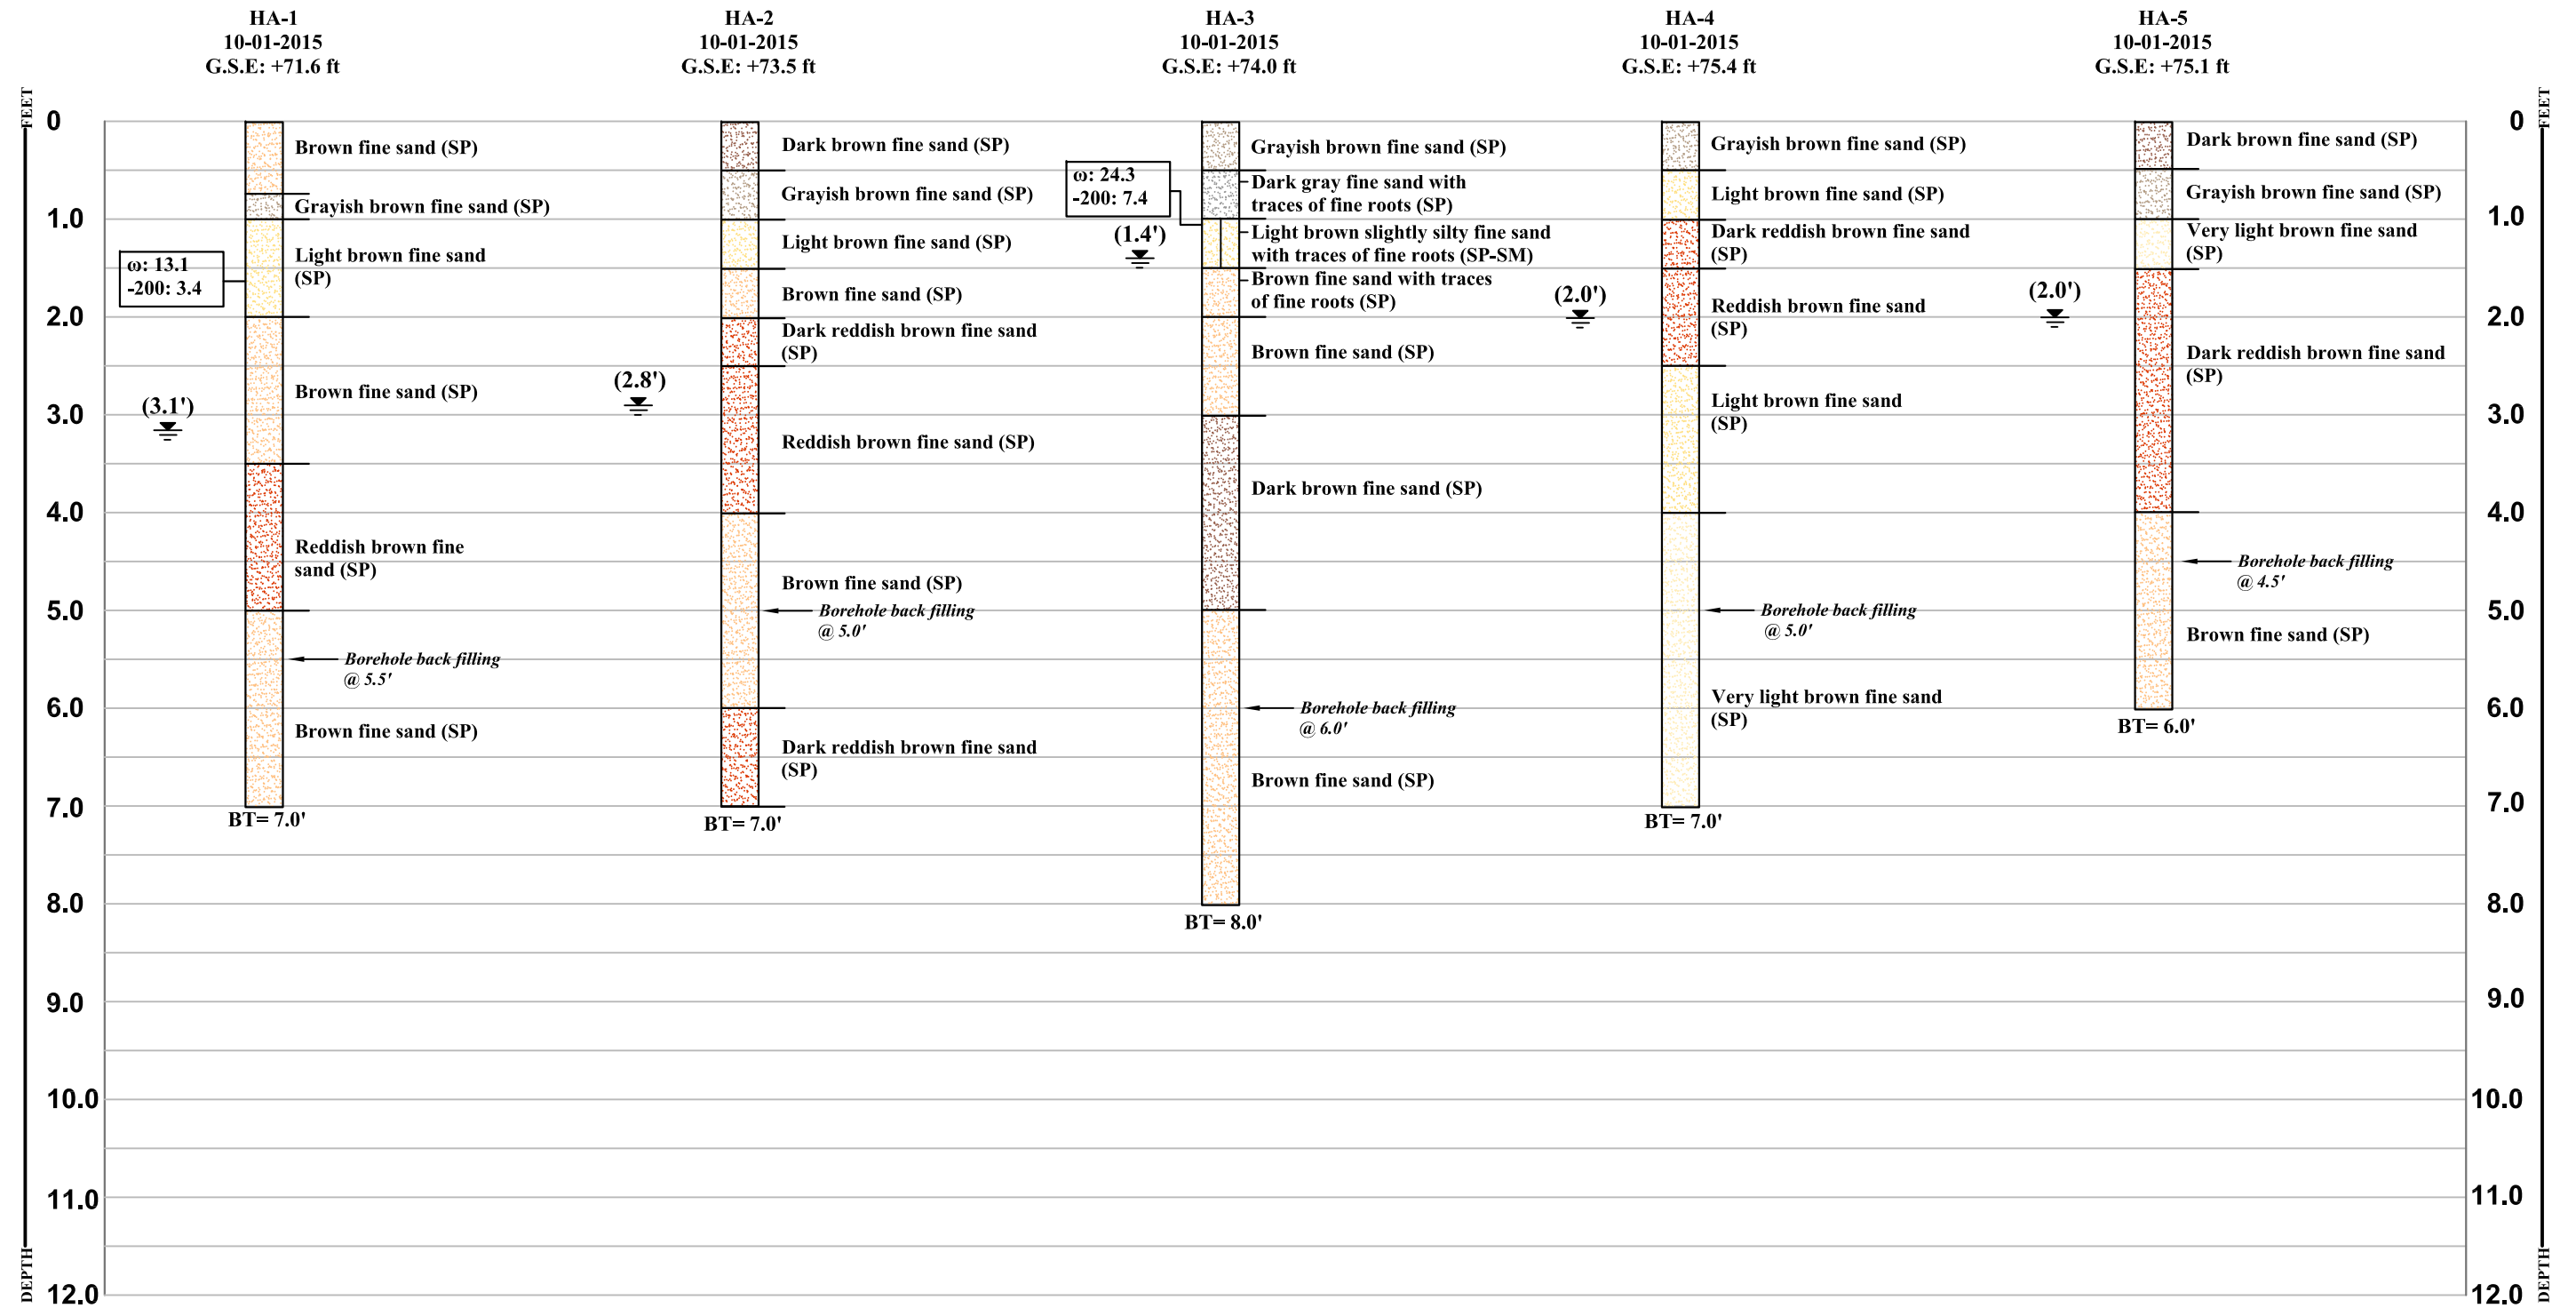 HA-1
10-01-2015
G.S.E: +71.6 ft
HA-2
10-01-2015
G.S.E: +73.5 ft
HA-3
10-01-2015
G.S.E: +74.0 ft
HA-4
10-01-2015
G.S.E: +75.4 ft
HA-5
10-01-2015
G.S.E: +75.1 ft
FEET
0
1.0
2.0
3.0
4.0
5.0
6.0
7.0
8.0
9.0
10.0
11.0
12.0
DEPTH
Brown fine sand (SP)
Grayish brown fine sand (SP)
Light brown fine sand
(SP)
ω: 13.1
-200: 3.4
Brown fine sand (SP)
(3.1')
Reddish brown fine
sand (SP)
Borehole back filling
@ 5.5'
Brown fine sand (SP)
BT= 7.0'
Dark brown fine sand (SP)
Grayish brown fine sand (SP)
Light brown fine sand (SP)
Brown fine sand (SP)
Dark reddish brown fine sand
(SP)
(2.8')
Reddish brown fine sand (SP)
Brown fine sand (SP)
Borehole back filling
@ 5.0'
Dark reddish brown fine sand
(SP)
BT= 7.0'
Grayish brown fine sand (SP)
ω: 24.3
-200: 7.4
Dark gray fine sand with
traces of fine roots (SP)
(1.4')
Light brown slightly silty fine sand
with traces of fine roots (SP-SM)
Brown fine sand with traces
of fine roots (SP)
Brown fine sand (SP)
Dark brown fine sand (SP)
Borehole back filling
@ 6.0'
Brown fine sand (SP)
BT= 8.0'
Grayish brown fine sand (SP)
Light brown fine sand (SP)
Dark reddish brown fine sand
(SP)
(2.0')
Reddish brown fine sand
(SP)
Light brown fine sand
(SP)
Borehole back filling
@ 5.0'
Very light brown fine sand
(SP)
BT= 7.0'
Dark brown fine sand (SP)
Grayish brown fine sand (SP)
Very light brown fine sand
(SP)
(2.0')
Dark reddish brown fine sand
(SP)
Borehole back filling
@ 4.5'
Brown fine sand (SP)
BT= 6.0'
FEET
0
1.0
2.0
3.0
4.0
5.0
6.0
7.0
8.0
9.0
10.0
11.0
12.0
DEPTH